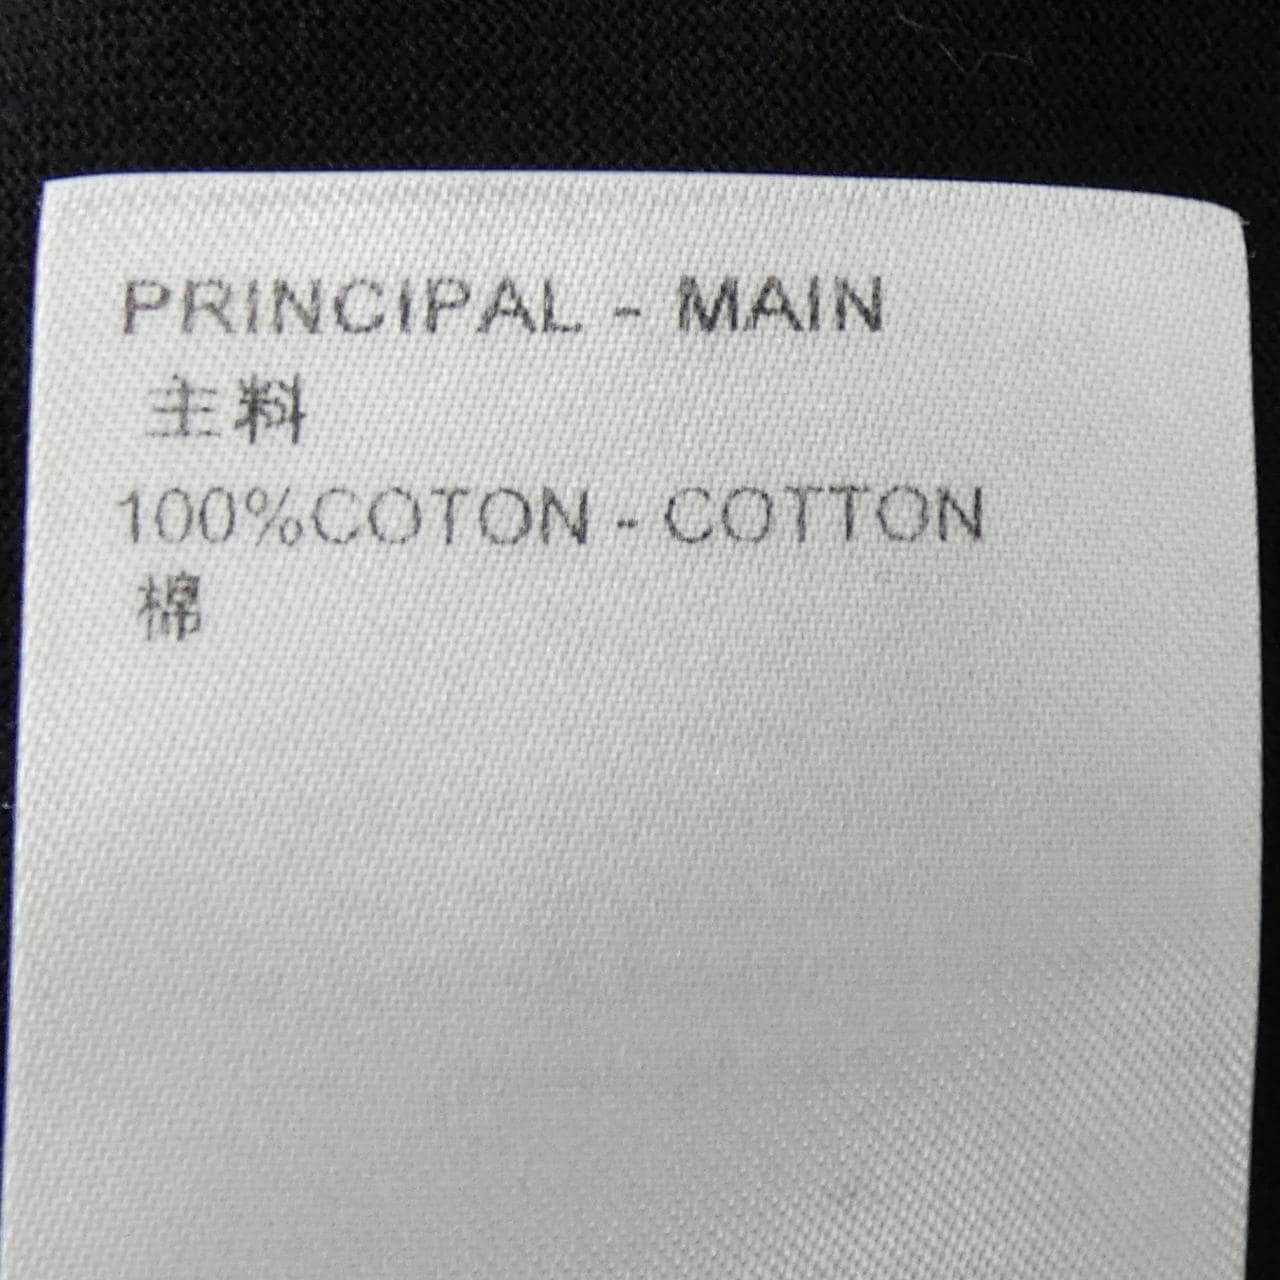 PRINCIPAL - MAIN
主料
100%COTON - COTTON
棉